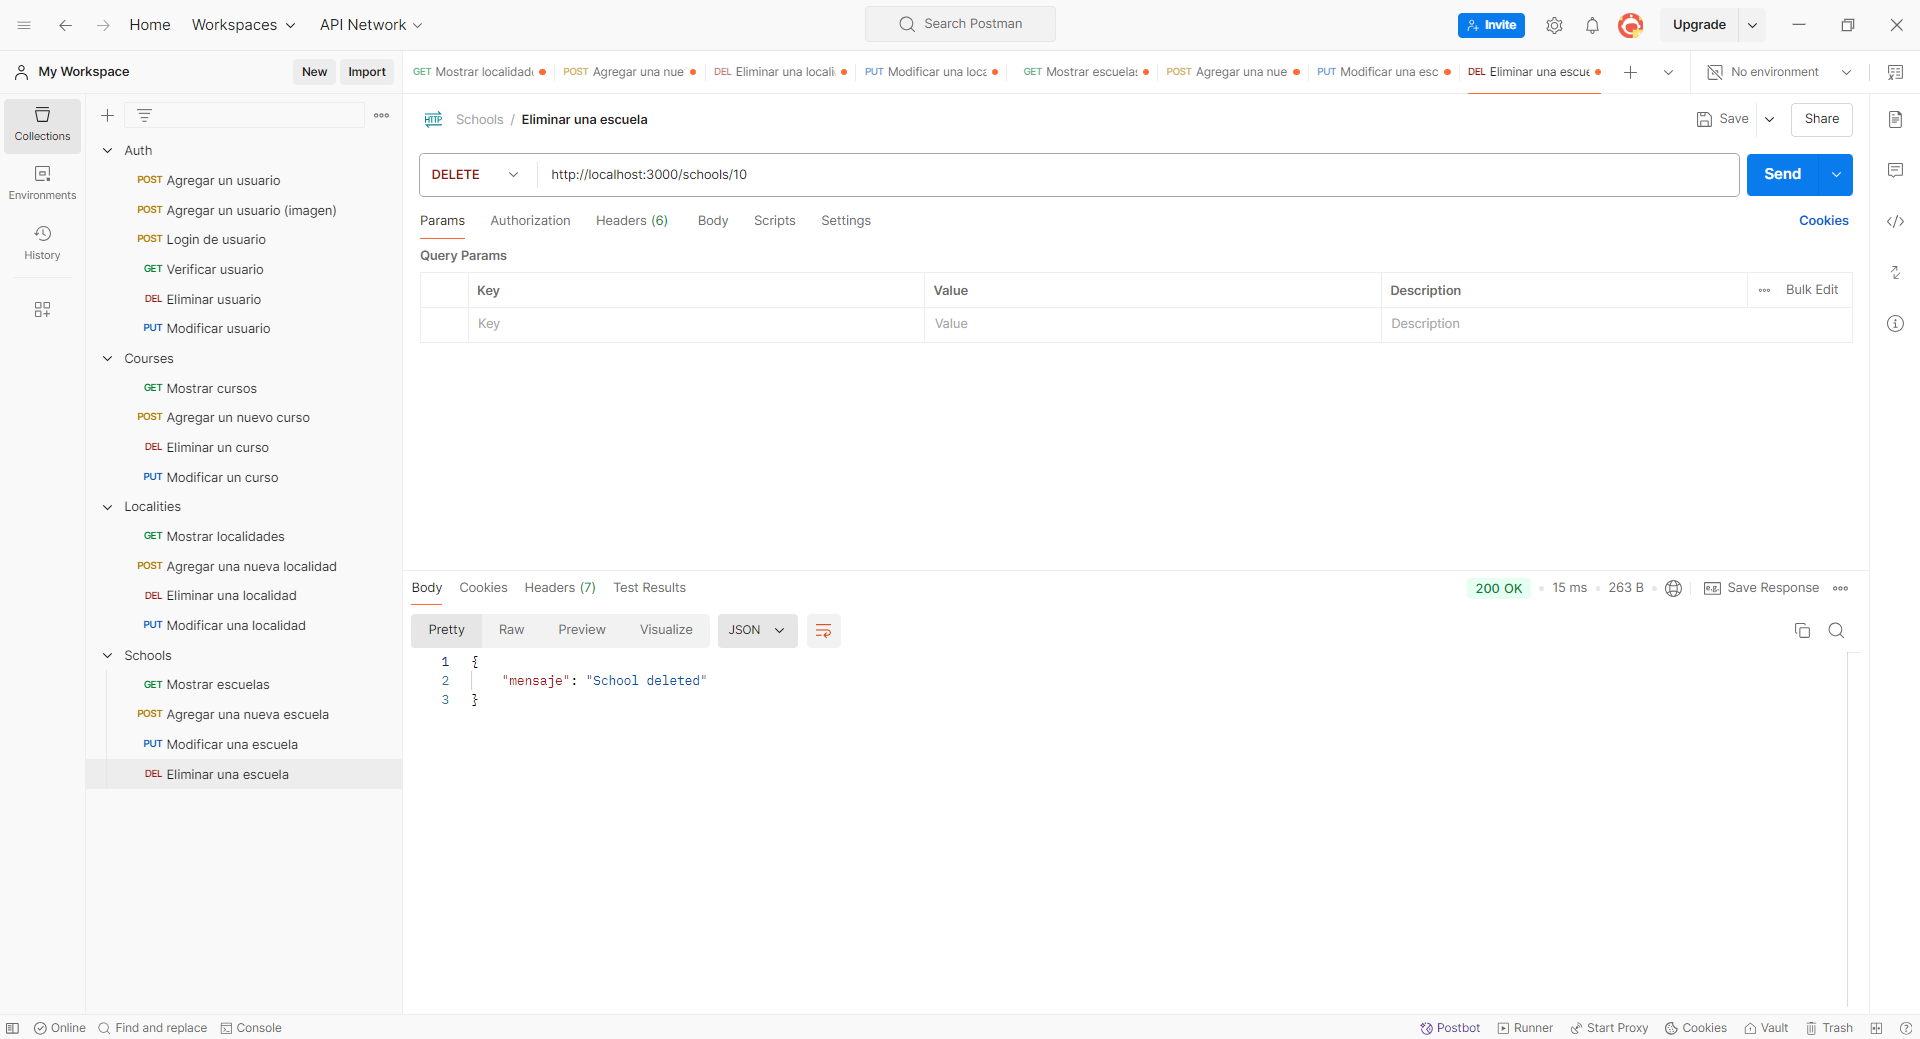 Home
Workspaces
API Network
Search Postman
Invite
Upgrade
My Workspace
New
Import
GET Mostrar localidade
POST Agregar una nue
DEL Eliminar una locali
PUT Modificar una loca
GET Mostrar escuelas
POST Agregar una nue
PUT Modificar una esc
DEL Eliminar una escue
No environment
Collections
Environments
History
Auth
POST Agregar un usuario
POST Agregar un usuario (imagen)
POST Login de usuario
GET Verificar usuario
DEL Eliminar usuario
PUT Modificar usuario
Courses
GET Mostrar cursos
POST Agregar un nuevo curso
DEL Eliminar un curso
PUT Modificar un curso
Localities
GET Mostrar localidades
POST Agregar una nueva localidad
DEL Eliminar una localidad
PUT Modificar una localidad
Schools
GET Mostrar escuelas
POST Agregar una nueva escuela
PUT Modificar una escuela
DEL Eliminar una escuela
HTTP Schools / Eliminar una escuela
Save
Share
DELETE
http://localhost:3000/schools/10
Send
Params
Authorization
Headers (6)
Body
Scripts
Settings
Cookies
Query Params
Key
Value
Description
Bulk Edit
Key
Value
Description
Body
Cookies
Headers (7)
Test Results
200 OK
15 ms
263 B
e.g. Save Response
Pretty
Raw
Preview
Visualize
JSON
1 {
2 "mensaje": "School deleted"
3 }
Online
Find and replace
Console
Postbot
Runner
Start Proxy
Cookies
Vault
Trash